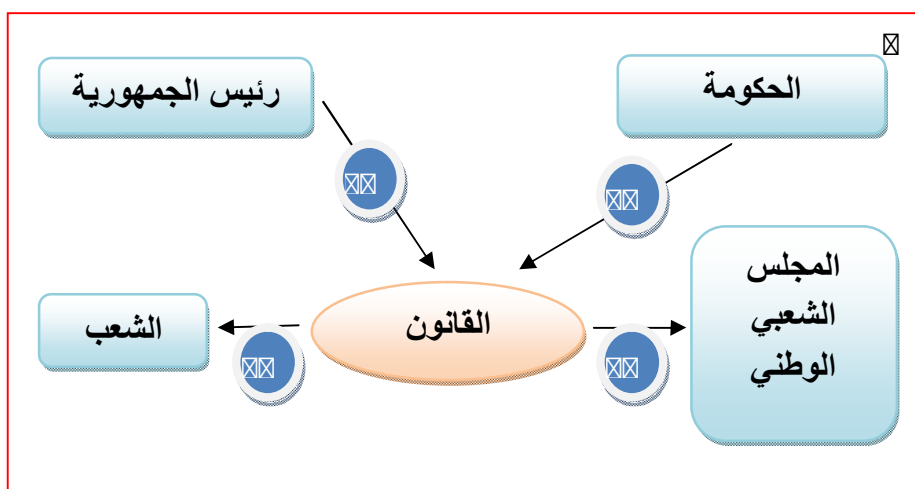 الحكومة
رئيس الجمهورية
المجلس
الشعبي
الوطني
القانون
الشعب